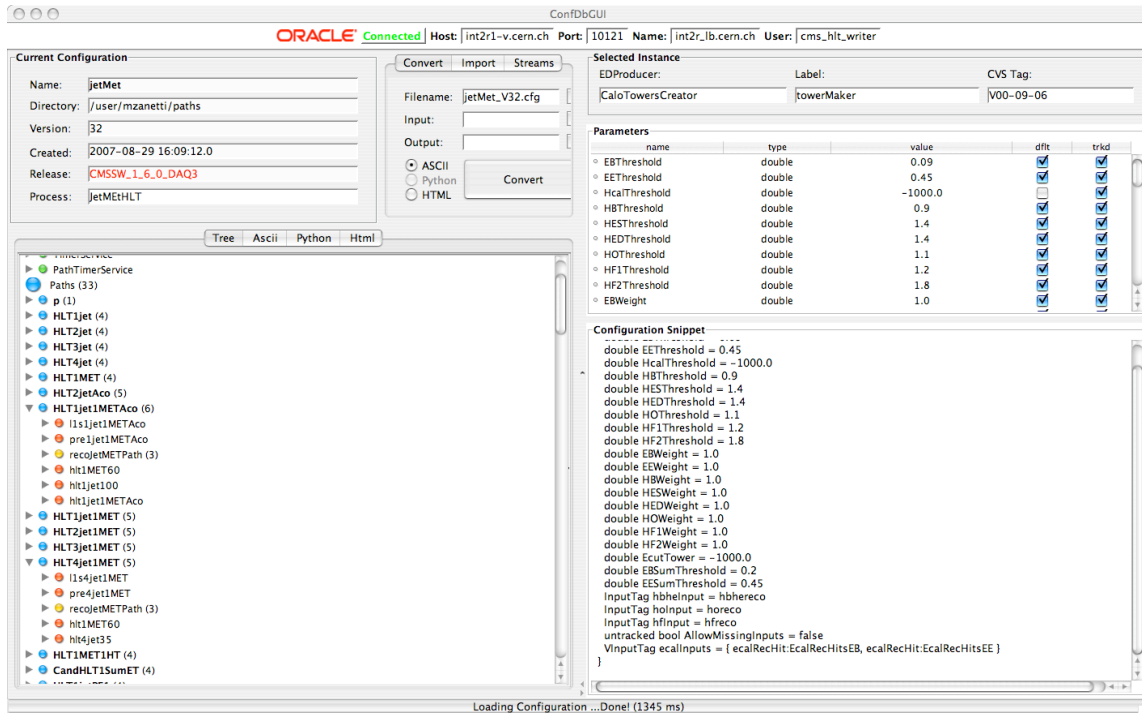 ConfDbGUI
ORACLE Connected Host: int2r1-v.cern.ch Port: 10121 Name: int2r_lb.cern.ch User: cms_hlt_writer
Current Configuration
Name: jetMet
Directory: /user/mzanetti/paths
Version: 32
Created: 2007-08-29 16:09:12.0
Release: CMSSW_1_6_0_DAQ3
Process: JetMEtHLT
Convert Import Streams
Filename: jetMet_V32.cfg
Input:
Output:
ASCII
Python
HTML
Convert
Selected Instance
EDProducer: Label: CVS Tag:
CaloTowersCreator towerMaker V00-09-06
Parameters
name type value dflt trkd
EBThreshold double 0.09
EEThreshold double 0.45
HcalThreshold double -1000.0
HBThreshold double 0.9
HESThreshold double 1.4
HEDThreshold double 1.4
HOThreshold double 1.1
HF1Threshold double 1.2
HF2Threshold double 1.8
EBWeight double 1.0
Tree Ascii Python Html
TimerService
PathTimerService
Paths (33)
p (1)
HLT1jet (4)
HLT2jet (4)
HLT3jet (4)
HLT4jet (4)
HLT1MET (4)
HLT2jetAco (5)
HLT1jet1METAco (6)
l1s1jet1METAco
pre1jet1METAco
recoJetMETPath (3)
hlt1MET60
hlt1jet100
hlt1jet1METAco
HLT1jet1MET (5)
HLT2jet1MET (5)
HLT3jet1MET (5)
HLT4jet1MET (5)
l1s4jet1MET
pre4jet1MET
recoJetMETPath (3)
hlt1MET60
hlt4jet35
HLT1MET1HT (4)
CandHLT1SumET (4)
Configuration Snippet
double EEThreshold = 0.45
double HcalThreshold = -1000.0
double HBThreshold = 0.9
double HESThreshold = 1.4
double HEDThreshold = 1.4
double HOThreshold = 1.1
double HF1Threshold = 1.2
double HF2Threshold = 1.8
double EBWeight = 1.0
double EEWeight = 1.0
double HBWeight = 1.0
double HESWeight = 1.0
double HEDWeight = 1.0
double HOWeight = 1.0
double HF1Weight = 1.0
double HF2Weight = 1.0
double EcutTower = -1000.0
double EBSumThreshold = 0.2
double EESumThreshold = 0.45
InputTag hbheInput = hbhereco
InputTag hoInput = horeco
InputTag hfInput = hfreco
untracked bool AllowMissingInputs = false
VInputTag ecalInputs = { ecalRecHit:EcalRecHitsEB, ecalRecHit:EcalRecHitsEE }
}
Loading Configuration ...Done! (1345 ms)